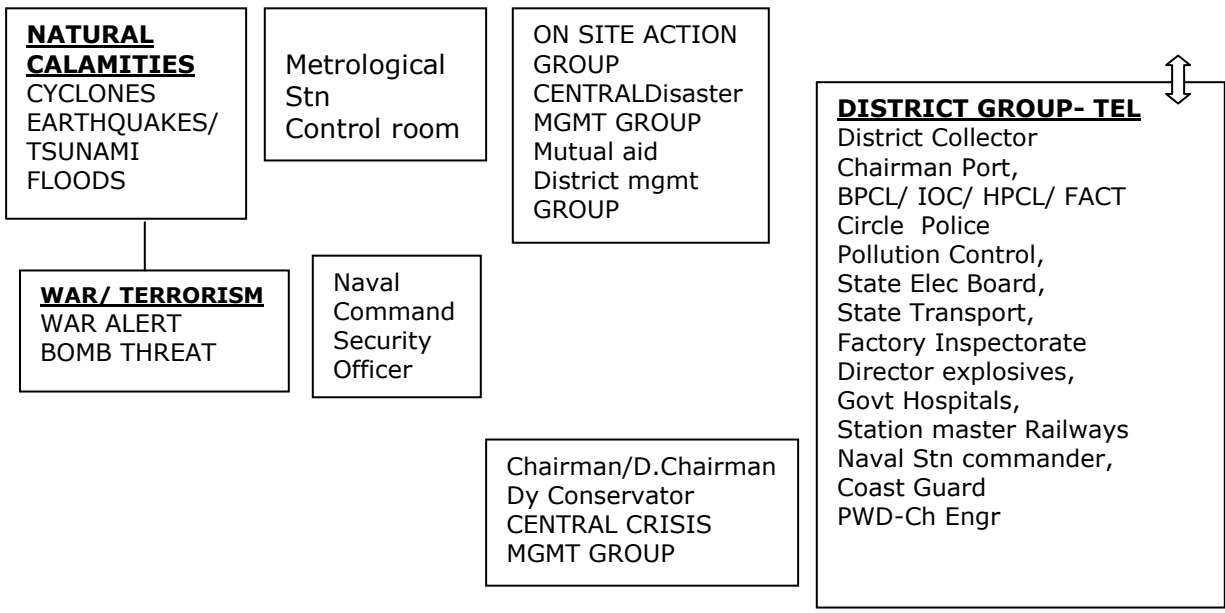 NATURAL
CALAMITIES
CYCLONES
EARTHQUAKES/
TSUNAMI
FLOODS
Metrological
Stn
Control room
ON SITE ACTION
GROUP
CENTRALDisaster
MGMT GROUP
Mutual aid
District mgmt
GROUP
DISTRICT GROUP- TEL
District Collector
Chairman Port,
BPCL/ IOC/ HPCL/ FACT
Circle Police
Pollution Control,
State Elec Board,
State Transport,
Factory Inspectorate
Director explosives,
Govt Hospitals,
Station master Railways
Naval Stn commander,
Coast Guard
PWD-Ch Engr
WAR/ TERRORISM
WAR ALERT
BOMB THREAT
Naval
Command
Security
Officer
Chairman/D.Chairman
Dy Conservator
CENTRAL CRISIS
MGMT GROUP